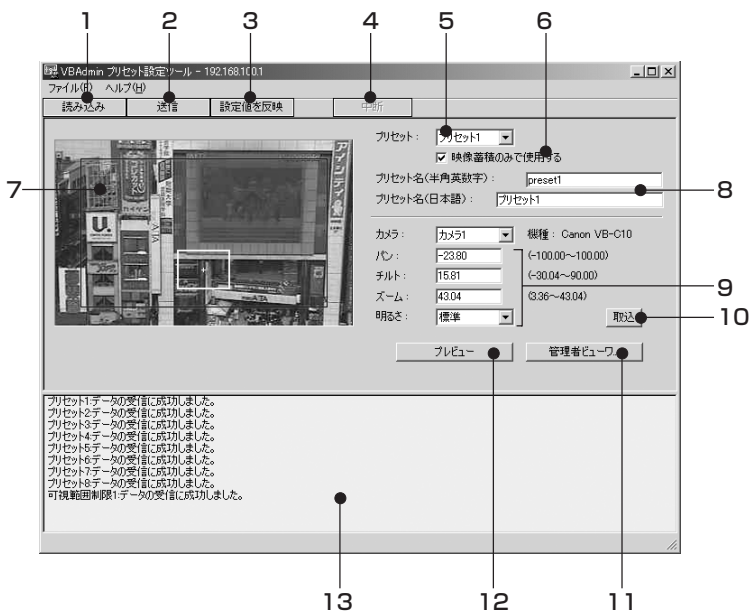 1 2 3 4 5 6
VBAdmin プリセット設定ツール - 192.168.100.1
ファイル(F) ヘルプ(H)
読み込み 送信 設定値を反映 中断
プリセット： プリセット1
映像蓄積のみで使用する
7
プリセット名(半角英数字)： preset1
8
プリセット名(日本語)： プリセット1
カメラ： カメラ1 機種： Canon VB-C10
パン： -23.80 (-100.00～100.00)
チルト： 15.81 (-30.04～90.00)
9
ズーム： 43.04 (3.36～43.04)
明るさ： 標準 取込
10
プレビュー 管理者ビューワ...
U.
ATA
アインティ
プリセット1:データの受信に成功しました。
プリセット2:データの受信に成功しました。
プリセット3:データの受信に成功しました。
プリセット4:データの受信に成功しました。
プリセット5:データの受信に成功しました。
プリセット6:データの受信に成功しました。
プリセット7:データの受信に成功しました。
プリセット8:データの受信に成功しました。
可視範囲制限1:データの受信に成功しました。
13 12 11